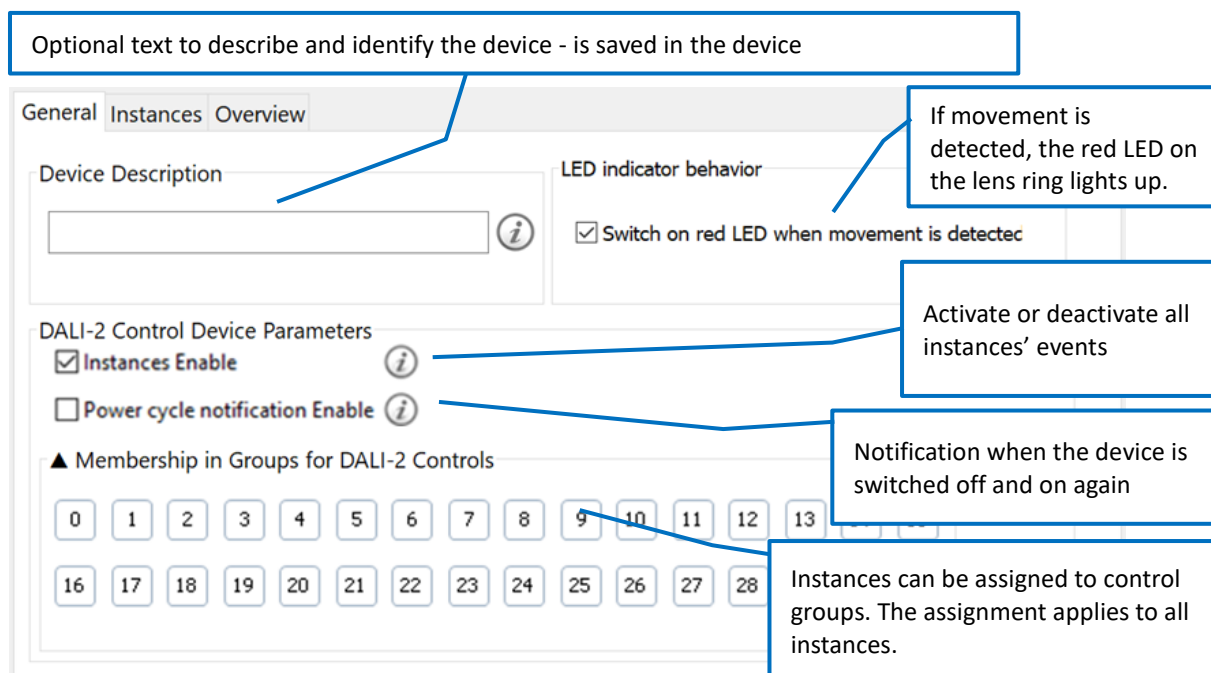 Optional text to describe and identify the device - is saved in the device
General Instances Overview
If movement is
detected, the red LED on
the lens ring lights up.
Device Description
LED indicator behavior
i
Switch on red LED when movement is detected
Activate or deactivate all
instances' events
DALI-2 Control Device Parameters
Instances Enable i
Power cycle notification Enable i
Notification when the device is
switched off and on again
▲ Membership in Groups for DALI-2 Controls
0 1 2 3 4 5 6 7 8 9 10 11 12 13
16 17 18 19 20 21 22 23 24 25 26 27 28
Instances can be assigned to control
groups. The assignment applies to all
instances.